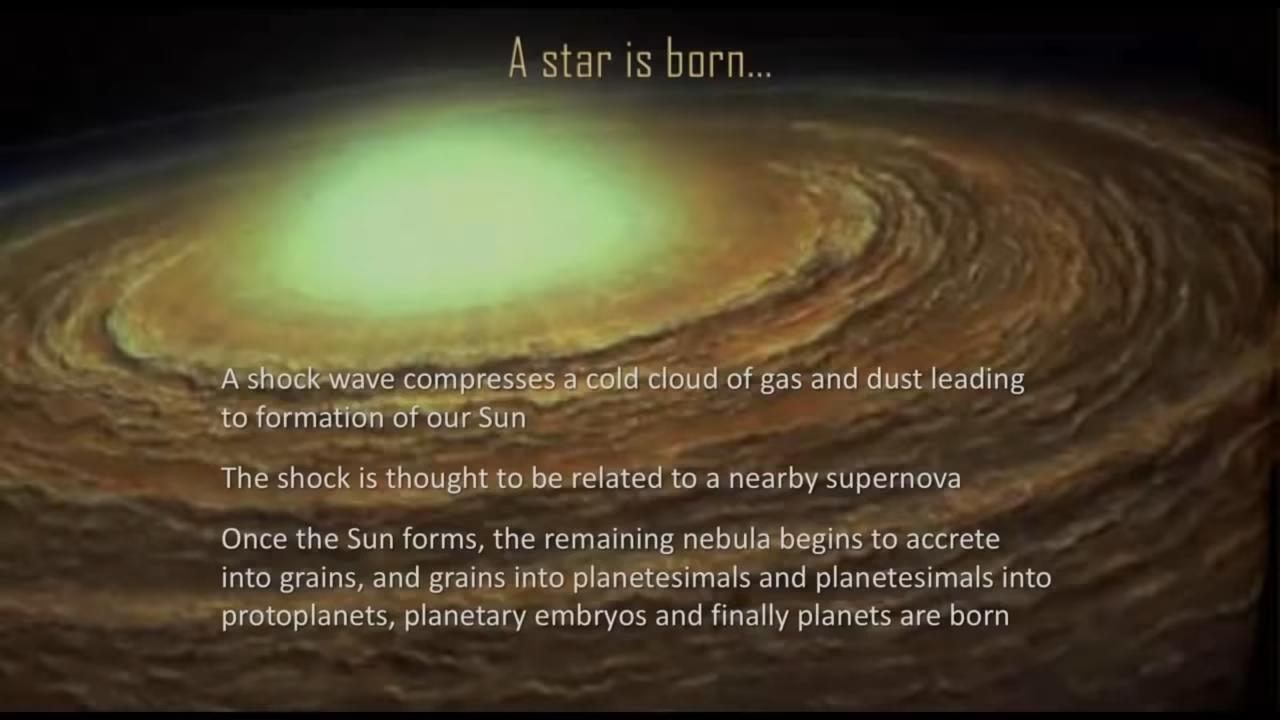 A star is born...
A shock wave compresses a cold cloud of gas and dust leading
to formation of our Sun
The shock is thought to be related to a nearby supernova
Once the Sun forms, the remaining nebula begins to accrete
into grains, and grains into planetesimals and planetesimals into
protoplanets, planetary embryos and finally planets are born